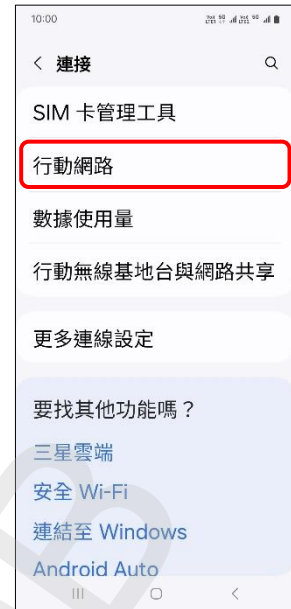 10:00
< 連接
SIM 卡管理工具
行動網路
數據使用量
行動無線基地台與網路共享
更多連線設定
要找其他功能嗎？
三星雲端
安全 Wi-Fi
連結至 Windows
Android Auto